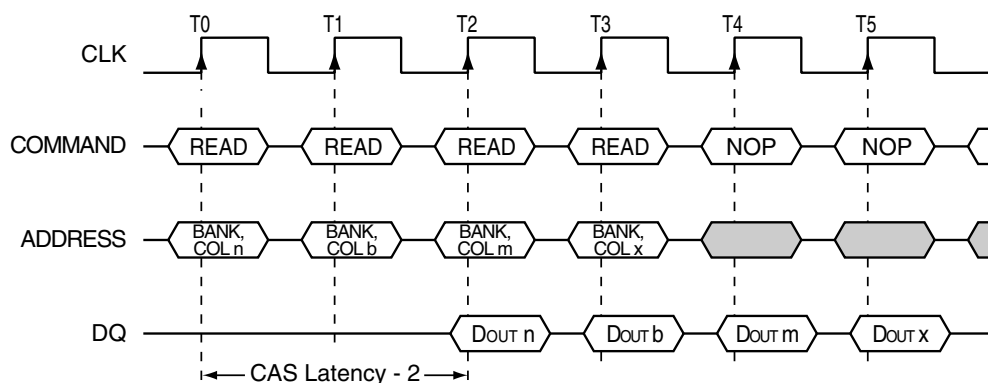 T0 T1 T2 T3 T4 T5
CLK
COMMAND READ READ READ READ NOP NOP
BANK, BANK, BANK, BANK,
ADDRESS
COL n COL b COL m COL x
DQ DOUT n DOUT b DOUT m DOUT x
CAS Latency - 2